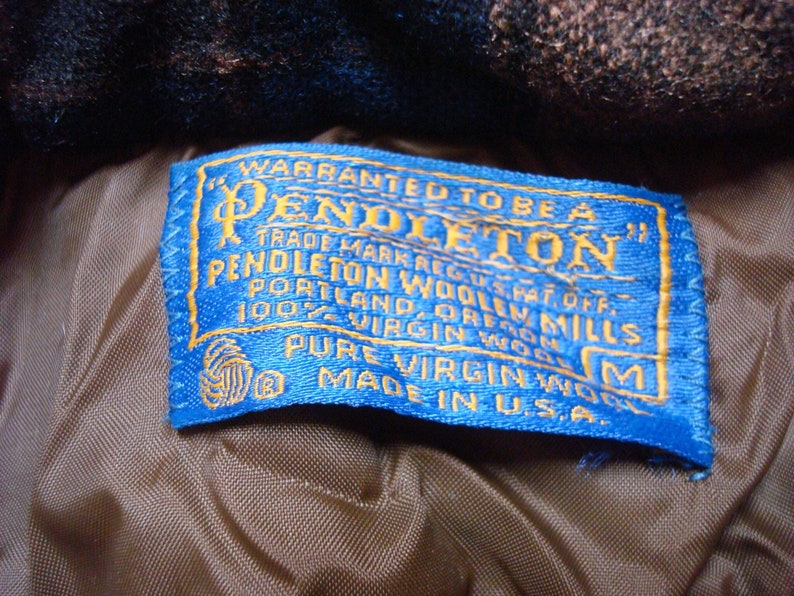 WARRANTED TO BE A
"PENDLETON"
TRADE MARK REG. U.S. PAT. OFF.
PENDLETON WOOLEN MILLS
PORTLAND, OREGON
100% VIRGIN WOOL
M
PURE VIRGIN WOOL
® MADE IN U.S.A.